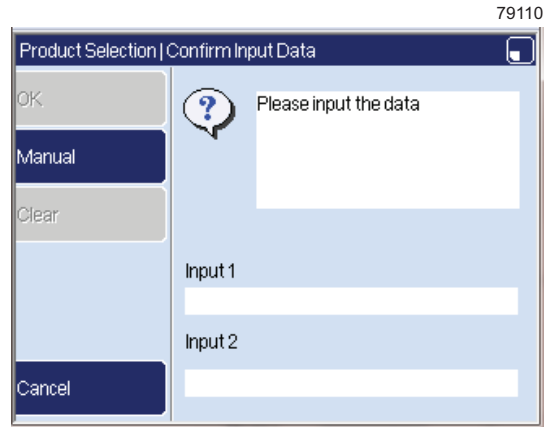 79110
Product Selection | Confirm Input Data
OK
?
Please input the data
Manual
Clear
Input 1
Input 2
Cancel